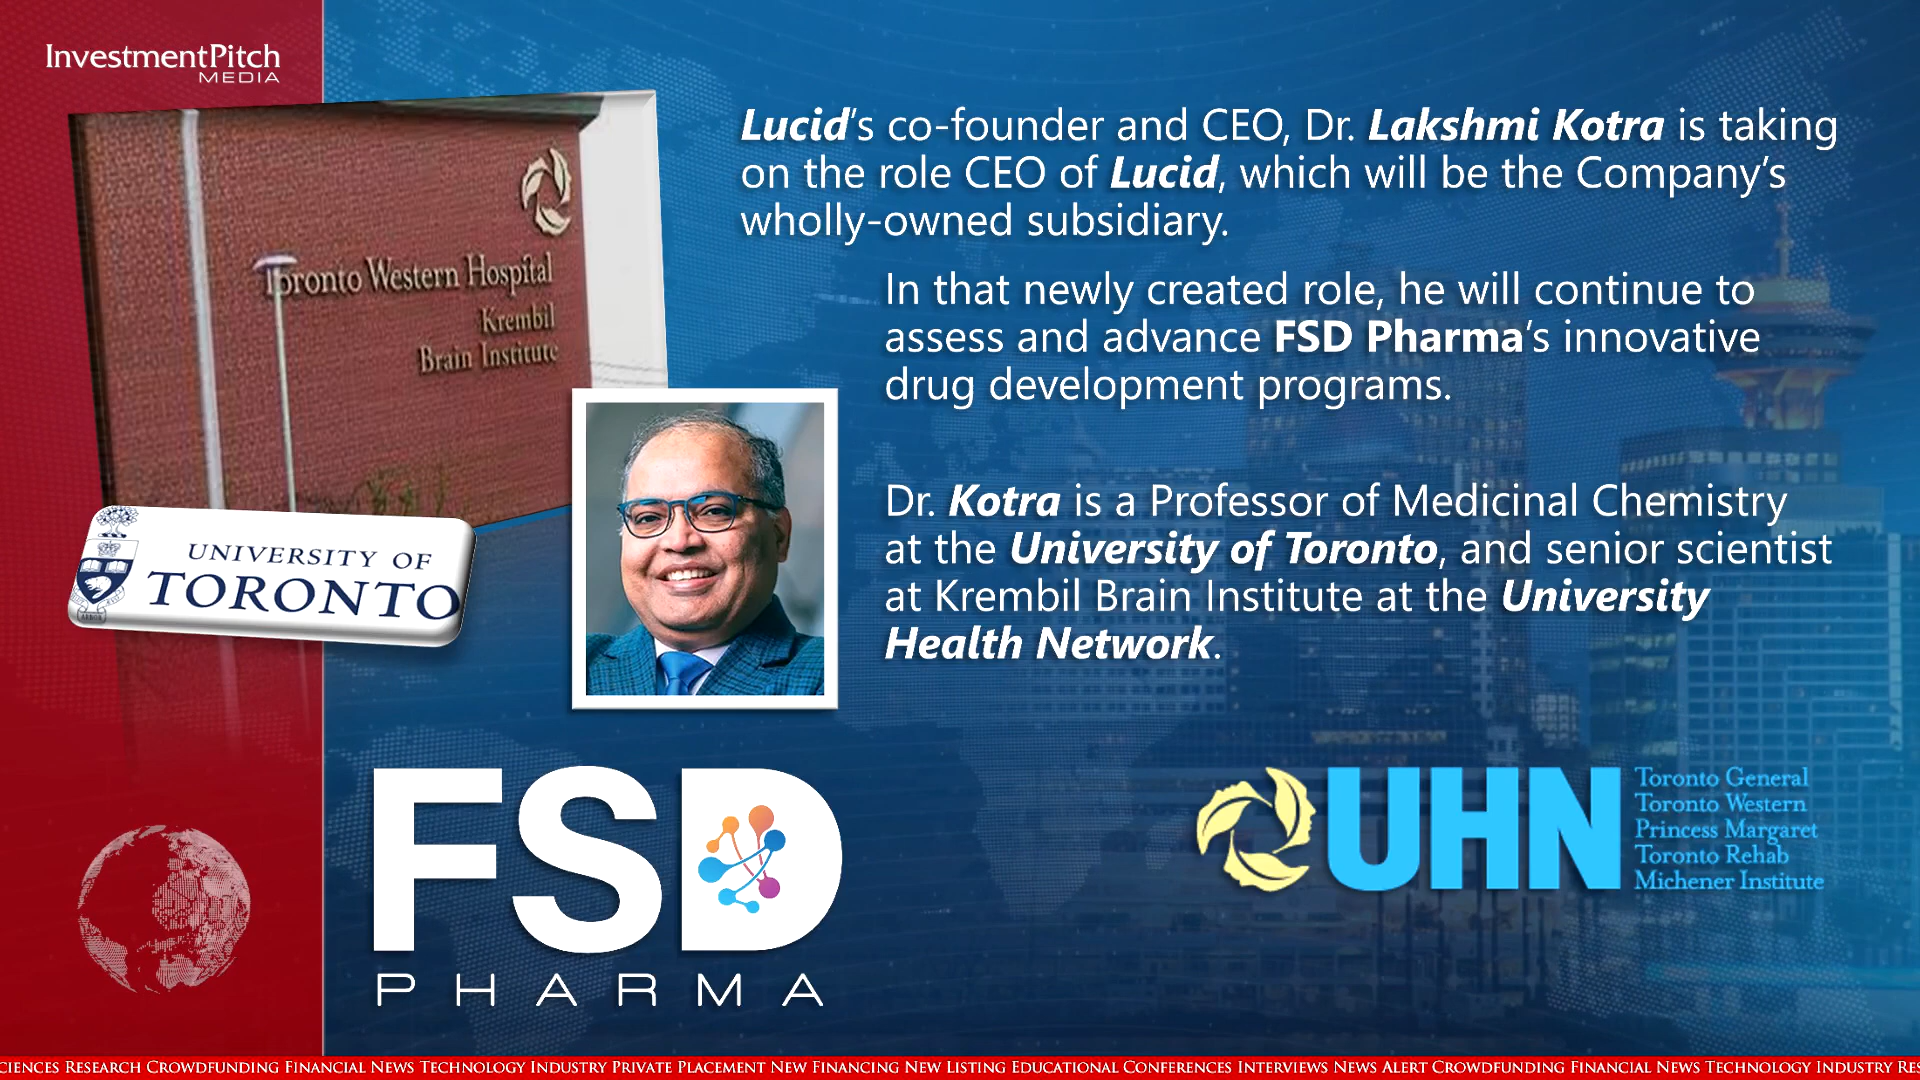 InvestmentPitch
MEDIA
Lucid's co-founder and CEO, Dr. Lakshmi Kotra is taking
on the role CEO of Lucid, which will be the Company's
wholly-owned subsidiary.
In that newly created role, he will continue to
assess and advance FSD Pharma's innovative
drug development programs.
Dr. Kotra is a Professor of Medicinal Chemistry
at the University of Toronto, and senior scientist
at Krembil Brain Institute at the University
Health Network.
Toronto Western Hospital
Krembil
Brain Institute
UNIVERSITY OF
TORONTO
FSD
PHARMA
UHN
Toronto General
Toronto Western
Princess Margaret
Toronto Rehab
Michener Institute
CIENCES RESEARCH CROWDFUNDING FINANCIAL NEWS TECHNOLOGY INDUSTRY PRIVATE PLACEMENT NEW FINANCING NEW LISTING EDUCATIONAL CONFERENCES INTERVIEWS NEWS ALERT CROWDFUNDING FINANCIAL NEWS TECHNOLOGY INDUSTRY RES